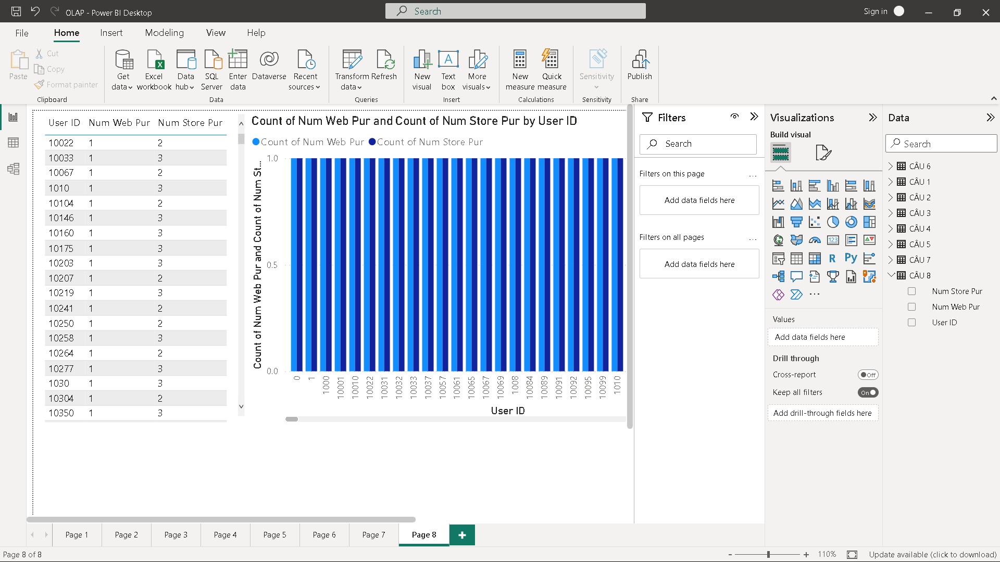 OLAP - Power BI Desktop
Search
Sign in
File
Home
Insert
Modeling
View
Help
Paste
Cut
Copy
Format painter
Clipboard
Get data
Excel workbook
Data hub
SQL Server
Enter data
Dataverse
Recent sources
Data
Transform data
Refresh
Queries
New visual
Text box
More visuals
Insert
New measure
Quick measure
Calculations
Sensitivity
Sensitivity
Publish
Share
User ID Num Web Pur Num Store Pur
10022 1 2
10033 1 3
10067 1 2
1010 1 3
10104 1 2
10146 1 3
10160 1 3
10175 1 3
10203 1 3
10207 1 2
10219 1 3
10241 1 2
10250 1 2
10258 1 3
10264 1 2
10277 1 3
1030 1 3
10304 1 2
10350 1 3
Count of Num Web Pur and Count of Num Store Pur by User ID
Count of Num Web Pur Count of Num Store Pur
Count of Num Web Pur and Count of Num St...
1.0
0.5
0.0
0 1 1000 10001 10010 10022 10031 10032 10033 10037 10057 10061 10065 10067 10069 1008 10084 10089 10091 10092 10095 10099 1010
User ID
Filters
Search
Filters on this page ...
Add data fields here
Filters on all pages ...
Add data fields here
Visualizations
Build visual
123
R
Py
...
Values
Add data fields here
Drill through
Cross-report Off
Keep all filters On
Add drill-through fields here
Data
Search
CÂU 6
CÂU 1
CÂU 2
CÂU 3
CÂU 4
CÂU 5
CÂU 7
CÂU 8
Num Store Pur
Num Web Pur
User ID
Page 1
Page 2
Page 3
Page 4
Page 5
Page 6
Page 7
Page 8
+
Page 8 of 8
- + 110%
Update available (click to download)